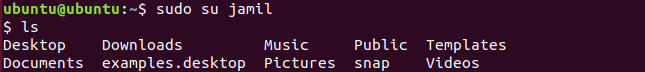 ubuntu@ubuntu:~$ sudo su jamil
$ ls
Desktop    Downloads         Music     Public  Templates
Documents  examples.desktop  Pictures  snap    Videos